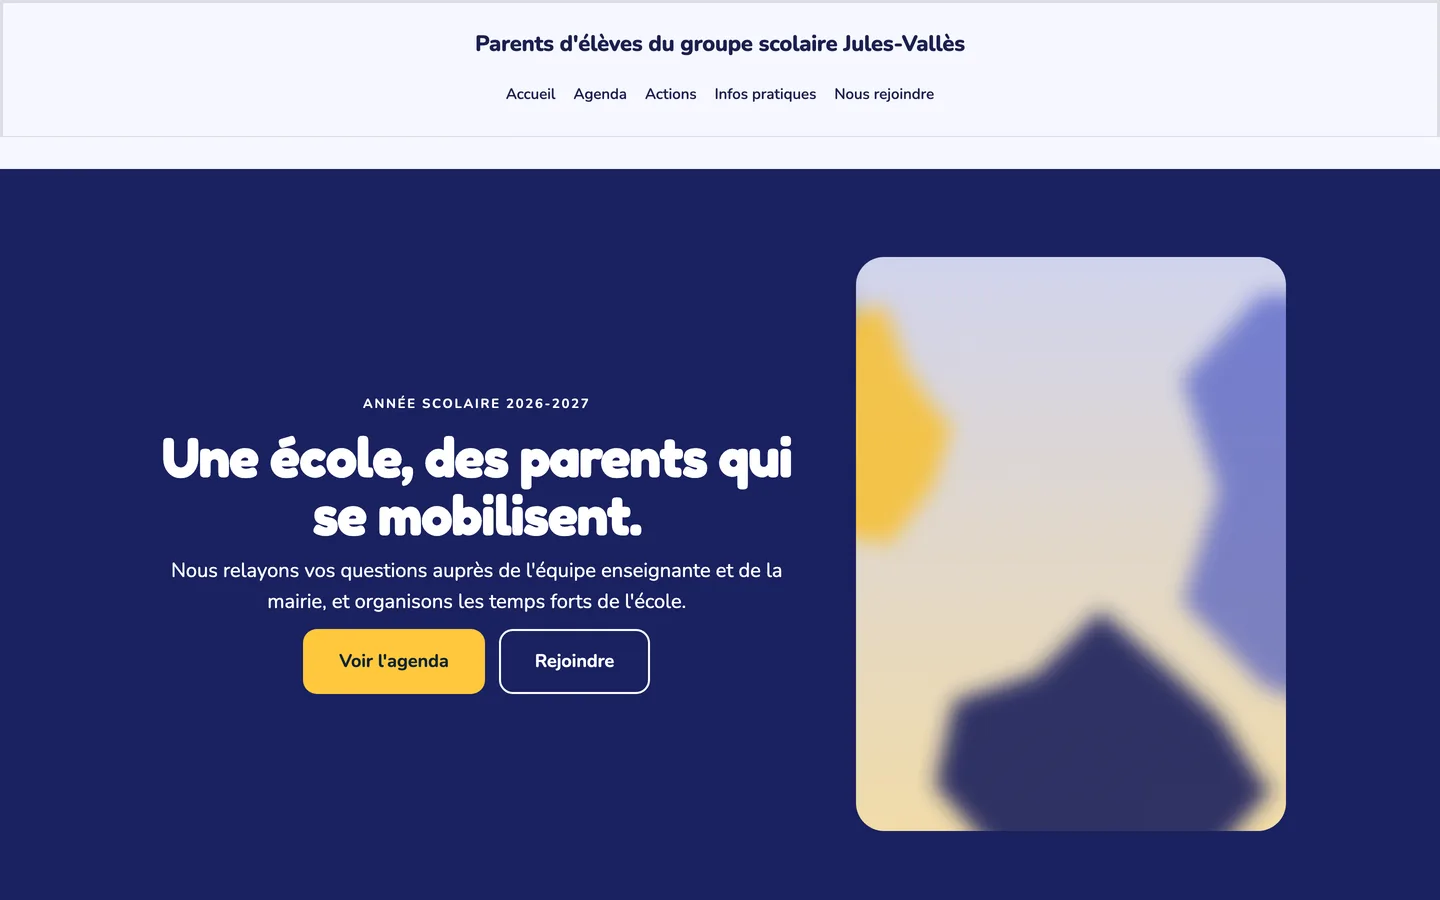 Parents d'élèves du groupe scolaire Jules-Vallès
Accueil Agenda Actions Infos pratiques Nous rejoindre
ANNÉE SCOLAIRE 2026-2027
Une école, des parents qui
se mobilisent.
Nous relayons vos questions auprès de l'équipe enseignante et de la
mairie, et organisons les temps forts de l'école.
Voir l'agenda Rejoindre